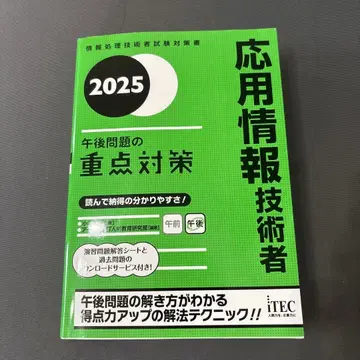 情報処理技術者試験対策書
2025
応用情報技術者
午後問題の
重点対策
読んで納得の分かりやすさ!
午前
午後
演習問題解答シートと
過去問題の
ダウンロードサービス付き!
午後問題の解き方がわかる
得点力アップの解法テクニック!!
iTEC